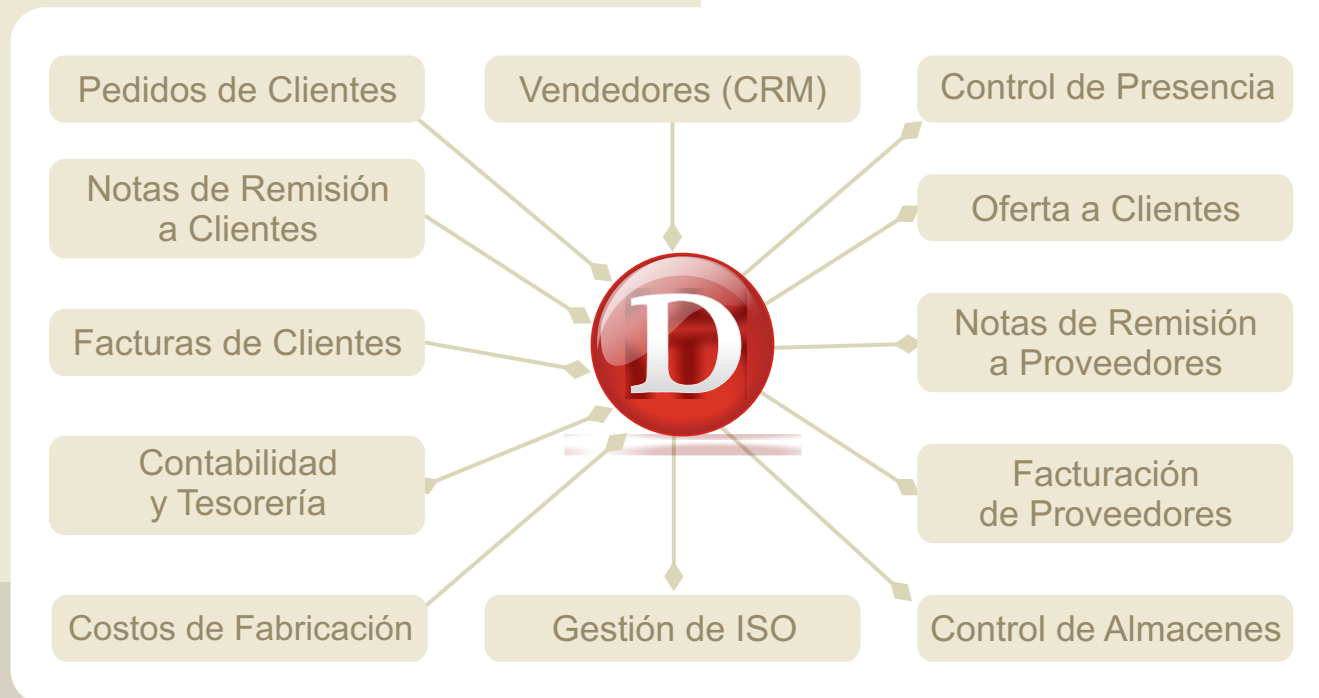 Pedidos de Clientes
Vendedores (CRM)
Control de Presencia
Notas de Remisión
a Clientes
Oferta a Clientes
Facturas de Clientes
Notas de Remisión
a Proveedores
D
Contabilidad
y Tesorería
Facturación
de Proveedores
Costos de Fabricación
Gestión de ISO
Control de Almacenes